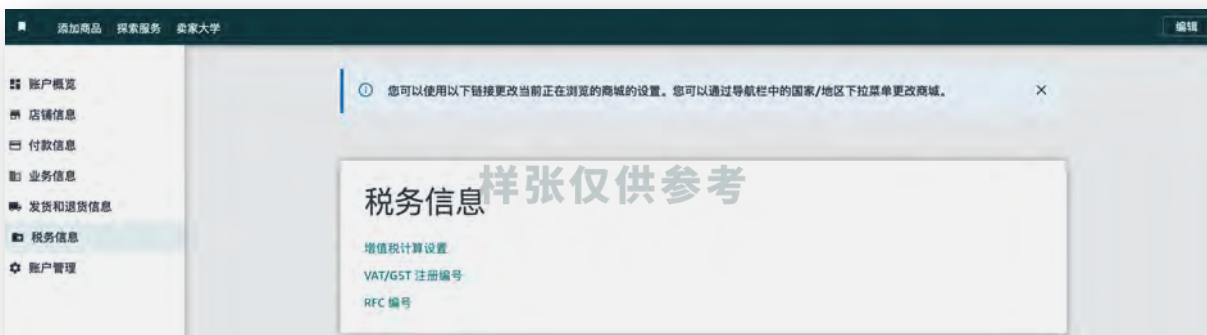 添加商品 探索服务 卖家大学 编辑
账户概览
店铺信息
付款信息
业务信息
发货和退货信息
税务信息
账户管理
您可以使用以下链接更改当前正在浏览的商城的设置。您可以通过导航栏中的国家/地区下拉菜单更改商城。
税务信息
样张仅供参考
增值税计算设置
VAT/GST 注册编号
RFC 编号